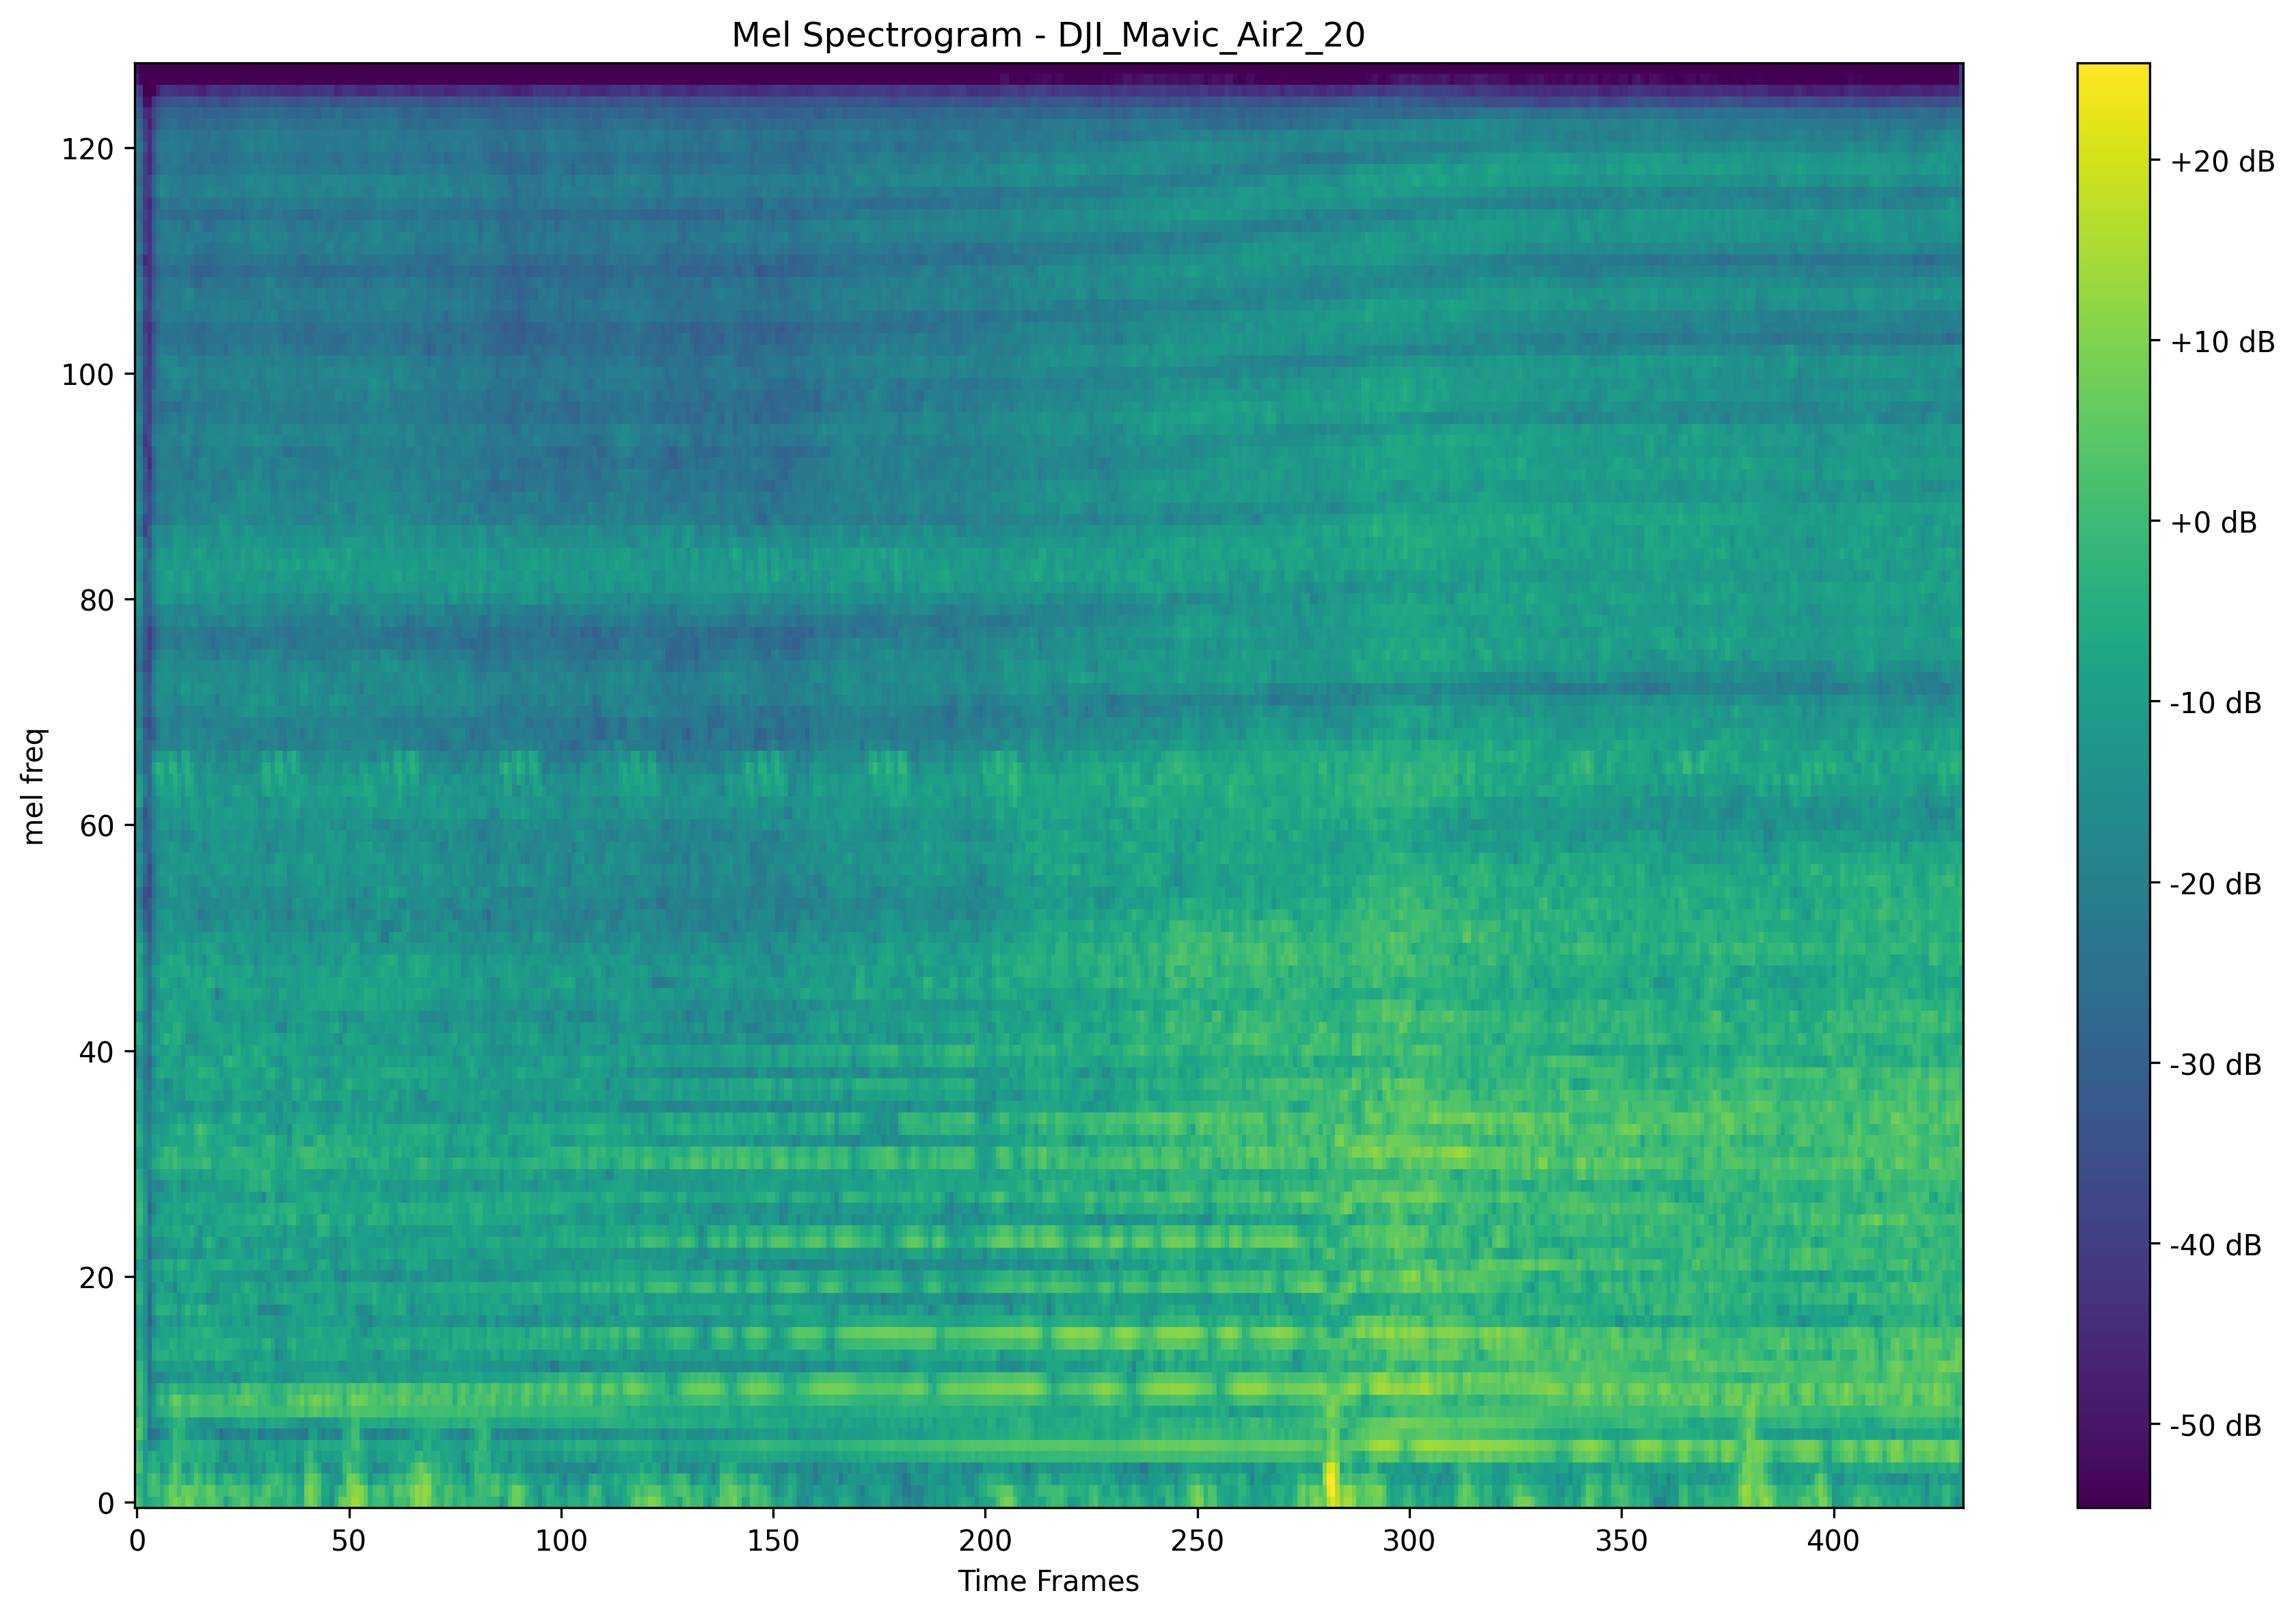 Mel Spectrogram - DJI_Mavic_Air2_20
mel freq
120
100
80
60
40
20
0
0 50 100 150 200 250 300 350 400
Time Frames
+20 dB
+10 dB
+0 dB
-10 dB
-20 dB
-30 dB
-40 dB
-50 dB